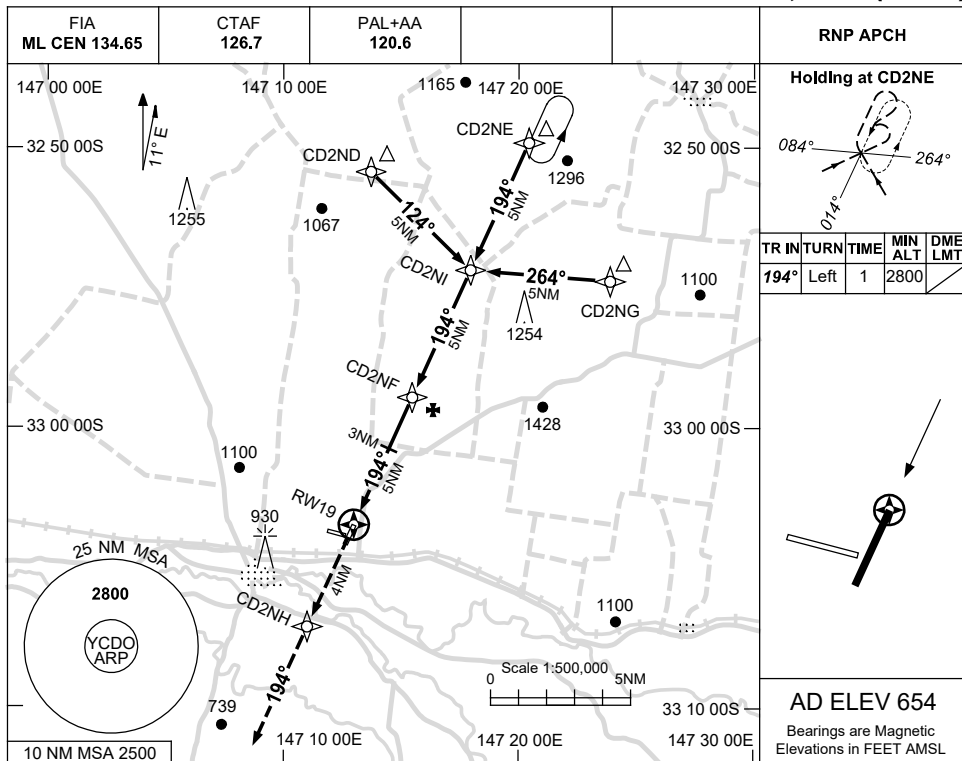 FIA
ML CEN 134.65
CTAF
126.7
PAL+AA
120.6
RNP APCH
147 00 00E
147 10 00E
1165
147 20 00E
147 30 00E
11° E
CD2NE
CD2ND
32 50 00S
32 50 00S
1296
1255
1067
194°
5NM
124°
5NM
CD2NI
264°
5NM
CD2NG
1100
1254
194°
5NM
CD2NF
1428
33 00 00S
33 00 00S
3NM
1100
194°
5NM
RW19
930
4NM
25 NM MSA
2800
YCDO
ARP
CD2NH
1100
Scale 1:500,000
0
5NM
194°
739
33 10 00S
10 NM MSA 2500
147 10 00E
147 20 00E
147 30 00E
Holding at CD2NE
084°
264°
014°
TR IN TURN TIME MIN ALT DME LMT
194° Left 1 2800
AD ELEV 654
Bearings are Magnetic
Elevations in FEET AMSL